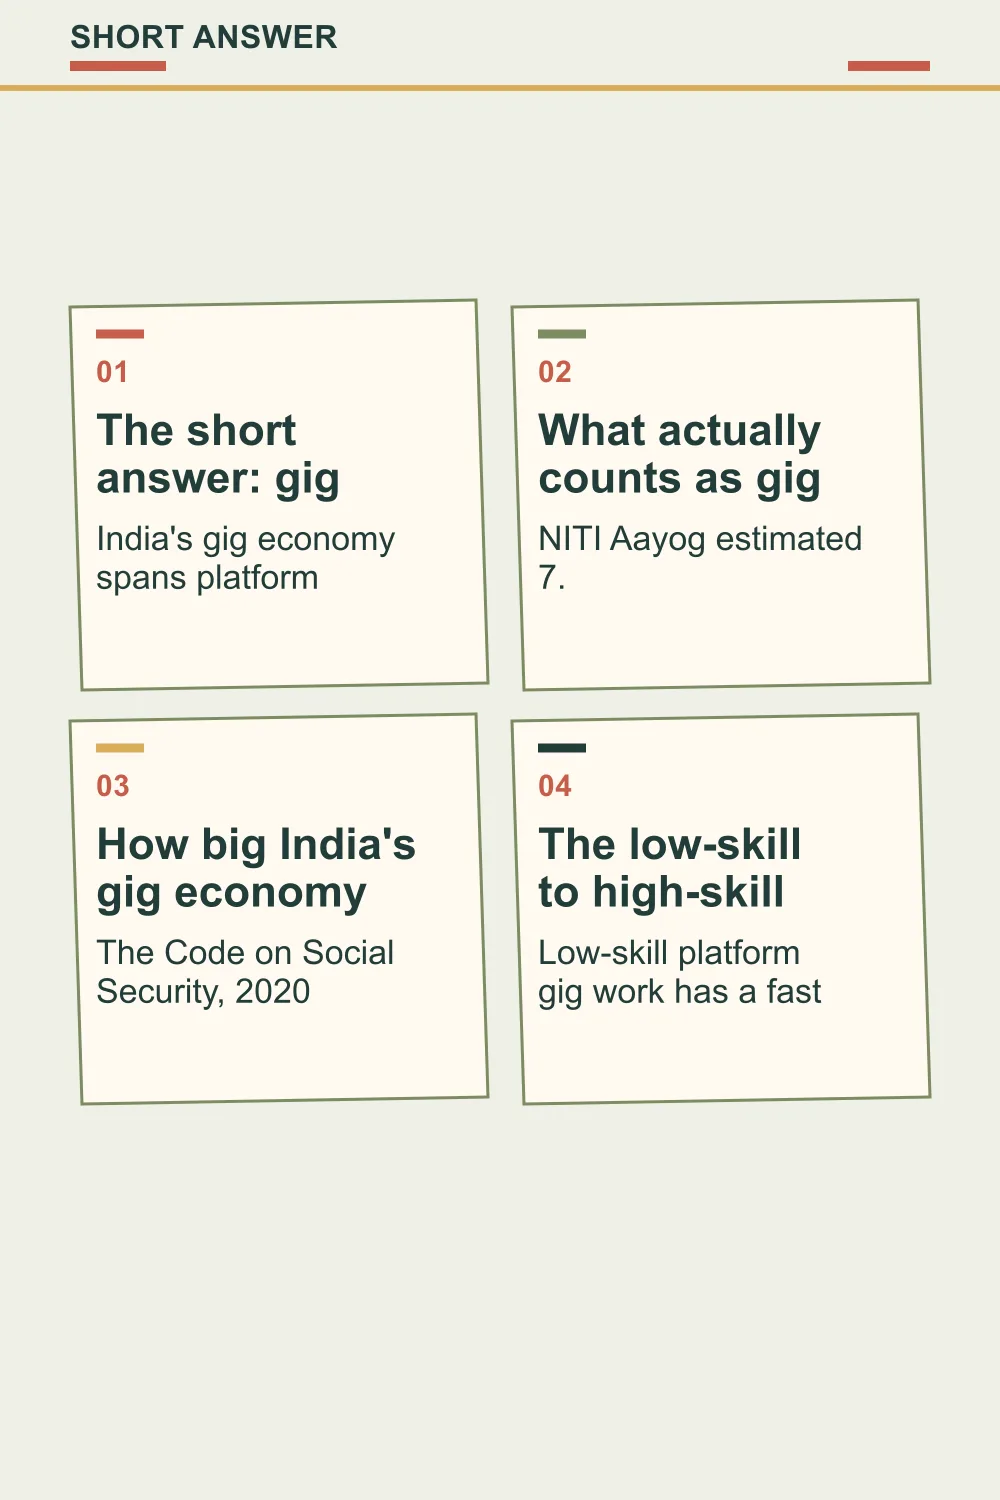 SHORT ANSWER
01
The short
answer: gig
India's gig economy
spans platform
02
What actually
counts as gig
NITI Aayog estimated
7.
03
How big India's
gig economy
The Code on Social
Security, 2020
04
The low-skill
to high-skill
Low-skill platform
gig work has a fast